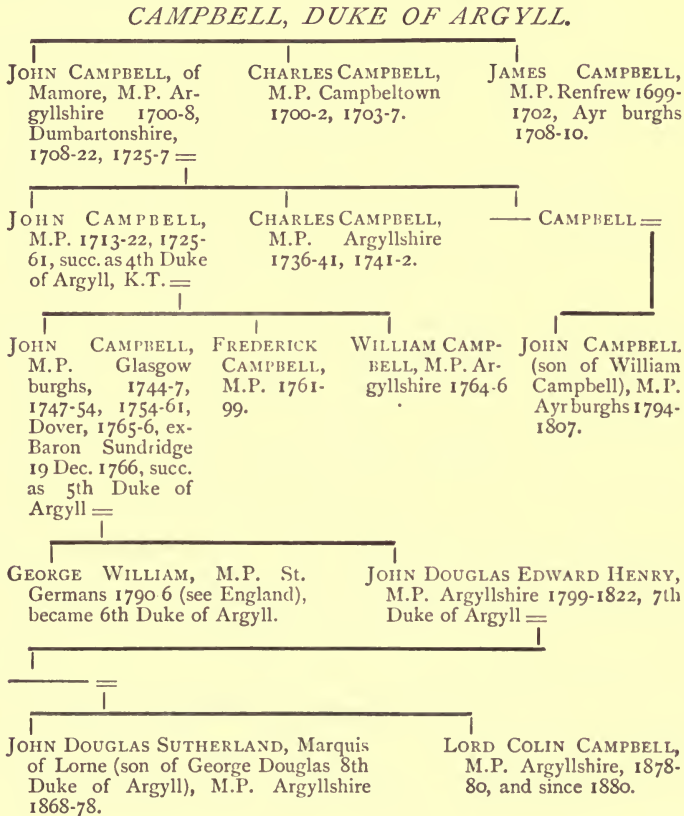 CAMPBELL, DUKE OF ARGYLL.
JOHN CAMPBELL, of
Mamore, M.P. Ar-
gyllshire 1700-8,
Dumbartonshire,
1708-22, 1725-7 =
CHARLES CAMPBELL,
M.P. Campbeltown
1700-2, 1703-7.
JAMES CAMPBELL,
M.P. Renfrew 1699-
1702, Ayr burghs
1708-10.
JOHN CAMPBELL,
M.P. 1713-22, 1725-
61, succ. as 4th Duke
of Argyll, K.T. =
CHARLES CAMPBELL,
M.P. Argyllshire
1736-41, 1741-2.
—— CAMPBELL =
JOHN CAMPBELL,
M.P. Glasgow
burghs, 1744-7,
1747-54, 1754-61,
Dover, 1765-6, ex-
Baron Sundridge
19 Dec. 1766, succ.
as 5th Duke of
Argyll =
FREDERICK
CAMPBELL,
M.P. 1761-
99.
WILLIAM CAMP-
BELL, M.P. Ar-
gyllshire 1764-6
JOHN CAMPBELL
(son of William
Campbell), M.P.
Ayr burghs 1794-
1807.
GEORGE WILLIAM, M.P. St.
Germans 1790 6 (see England),
became 6th Duke of Argyll.
JOHN DOUGLAS EDWARD HENRY,
M.P. Argyllshire 1799-1822, 7th
Duke of Argyll =
—— =
JOHN DOUGLAS SUTHERLAND, Marquis
of Lorne (son of George Douglas 8th
Duke of Argyll), M.P. Argyllshire
1868-78.
LORD COLIN CAMPBELL,
M.P. Argyllshire, 1878-
80, and since 1880.